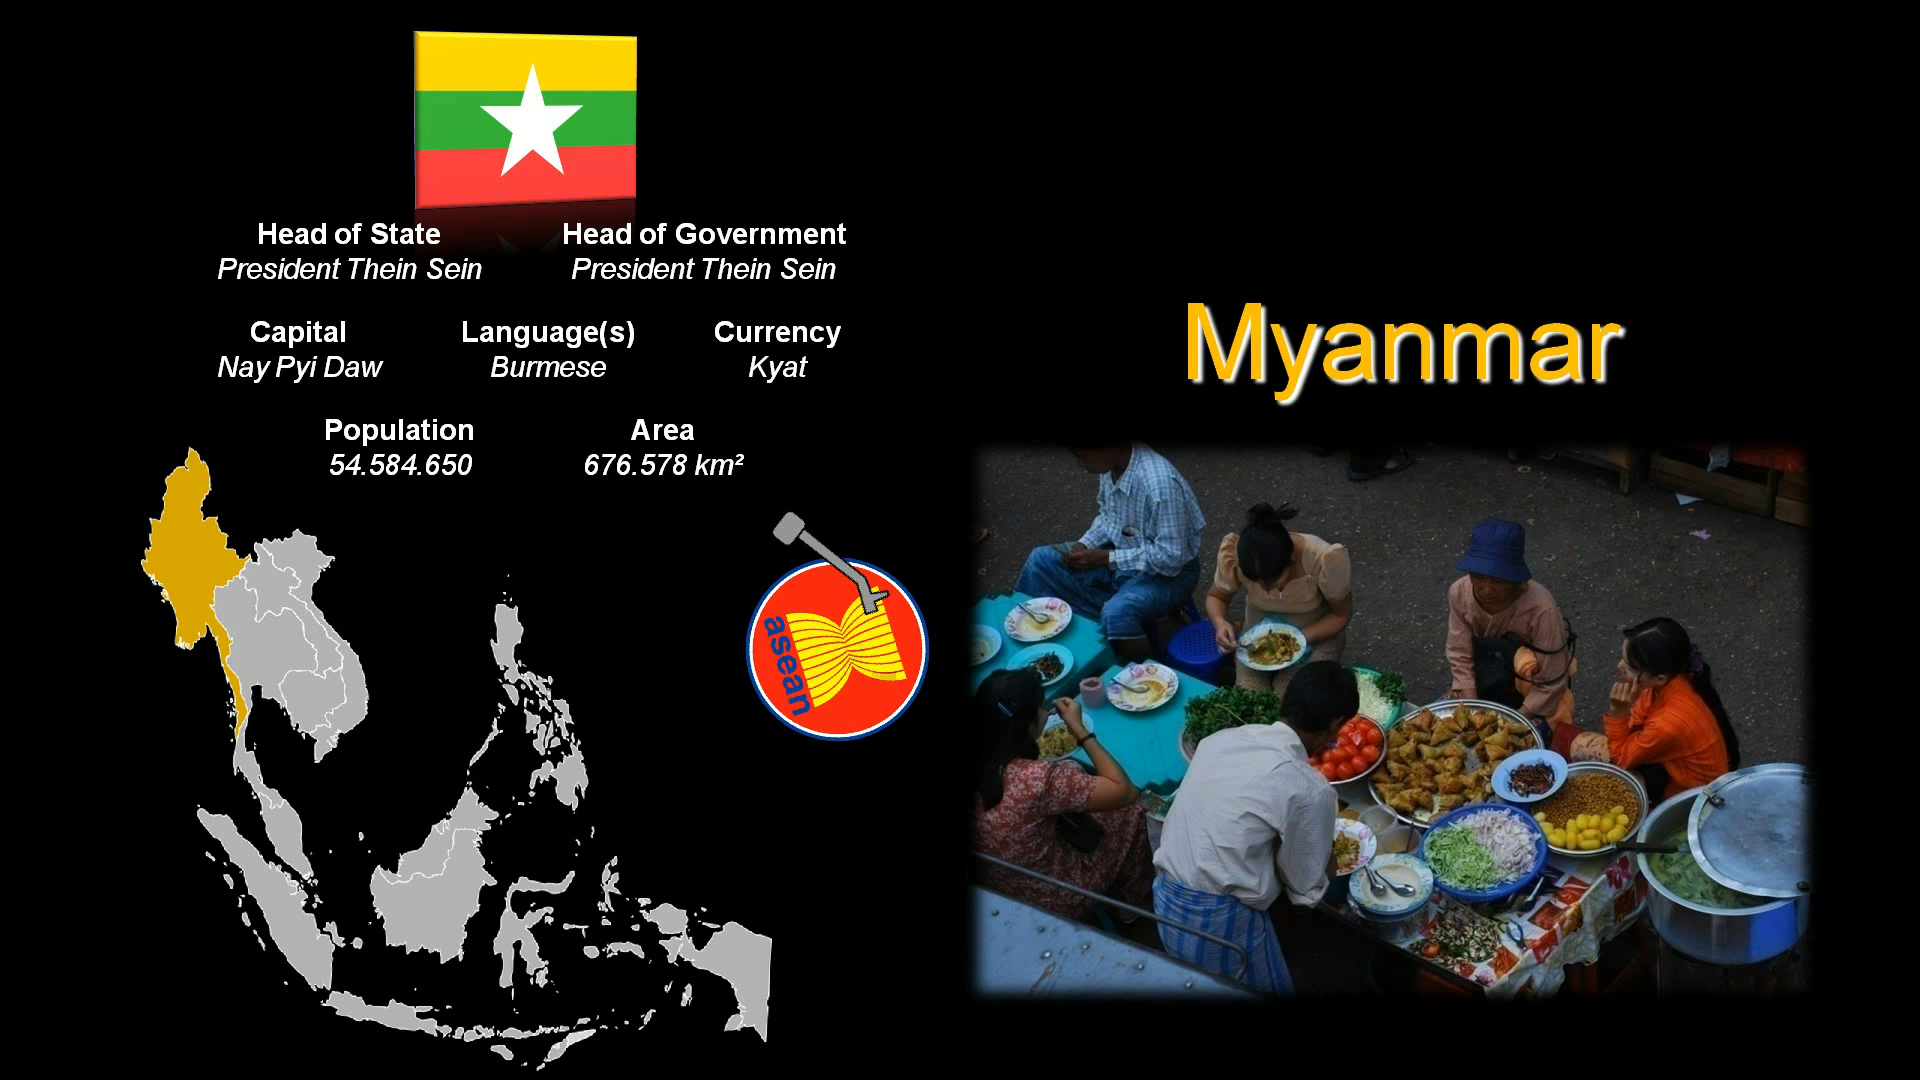 Head of State
President Thein Sein
Head of Government
President Thein Sein
Capital
Nay Pyi Daw
Language(s)
Burmese
Currency
Kyat
Population
54.584.650
Area
676.578 km²
asean
Myanmar